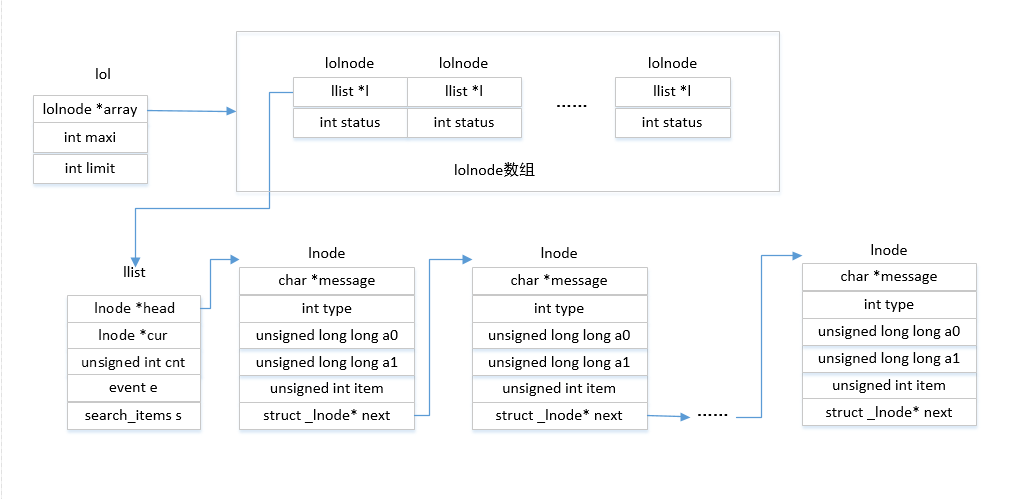 lol
lolnode *array
int maxi
int limit
lolnode
llist *l
int status
lolnode
llist *l
int status
......
lolnode
llist *l
int status
lolnode数组
llist
lnode *head
lnode *cur
unsigned int cnt
event e
search_items s
lnode
char *message
int type
unsigned long long a0
unsigned long long a1
unsigned int item
struct _lnode* next
lnode
char *message
int type
unsigned long long a0
unsigned long long a1
unsigned int item
struct _lnode* next
......
lnode
char *message
int type
unsigned long long a0
unsigned long long a1
unsigned int item
struct _lnode* next